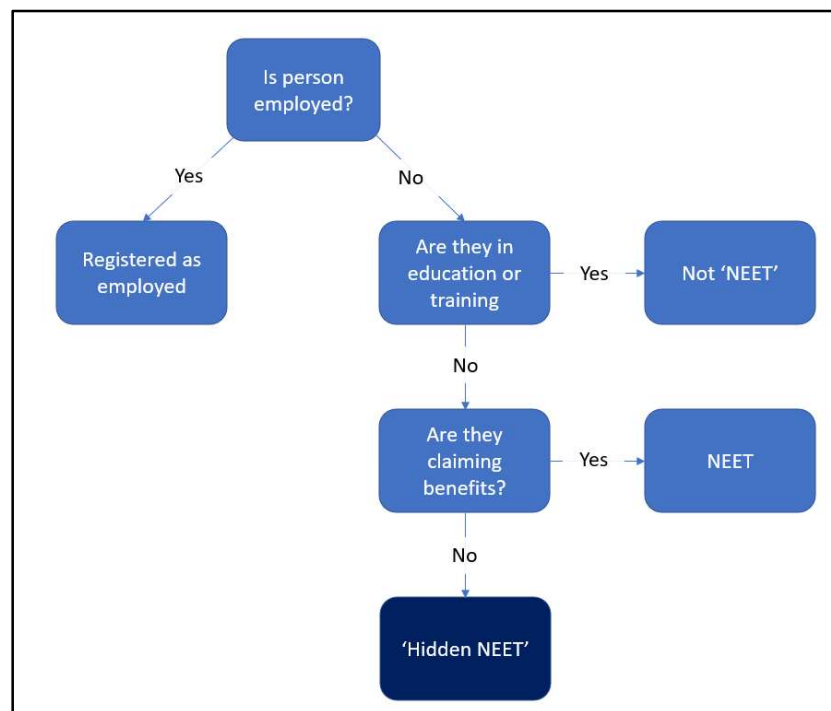 Is person
employed?
Yes
No
Registered as
employed
Are they in
education or
training
Yes
Not ‘NEET’
No
Are they
claiming
benefits?
Yes
NEET
No
‘Hidden NEET’